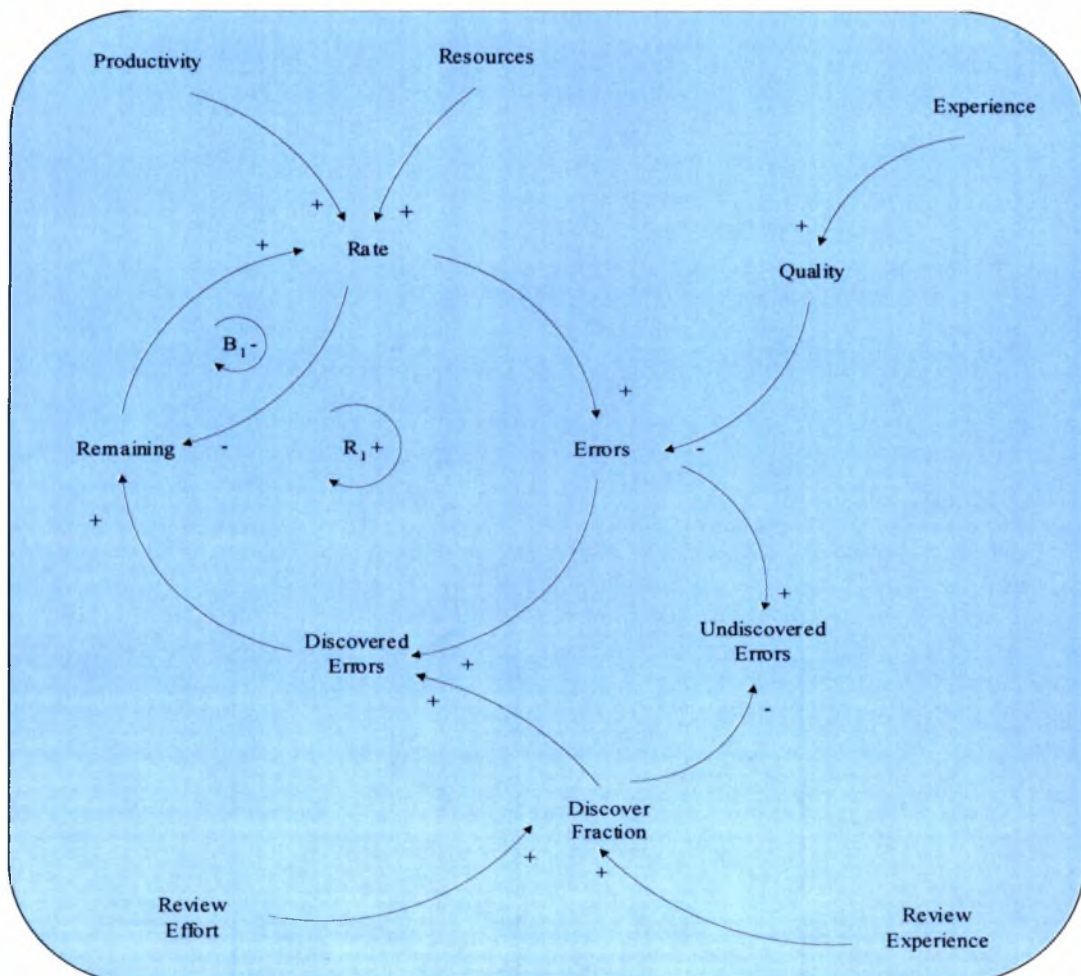 Productivity
Resources
Experience
+
+
+
+
Rate
Quality
B1-
+
Remaining
-
R1+
Errors
-
+
+
Discovered
Errors
+
+
Undiscovered
Errors
-
Discover
Fraction
+
+
Review
Effort
Review
Experience